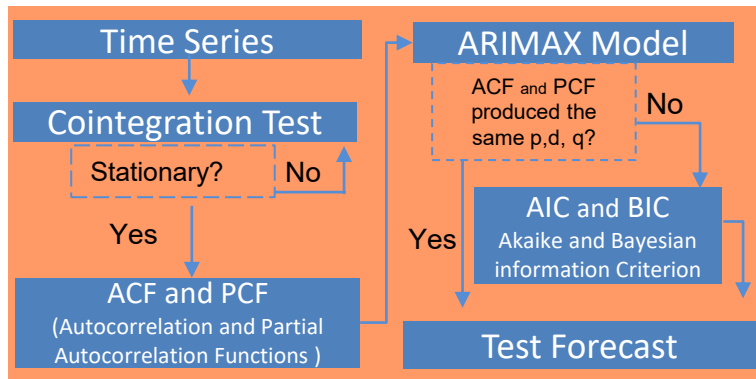 Time Series
Cointegration Test
Stationary?
No
Yes
ACF and PCF
(Autocorrelation and Partial
Autocorrelation Functions )
ARIMAX Model
ACF and PCF
produced the
same p,d, q?
No
Yes
AIC and BIC
Akaike and Bayesian
information Criterion
Test Forecast